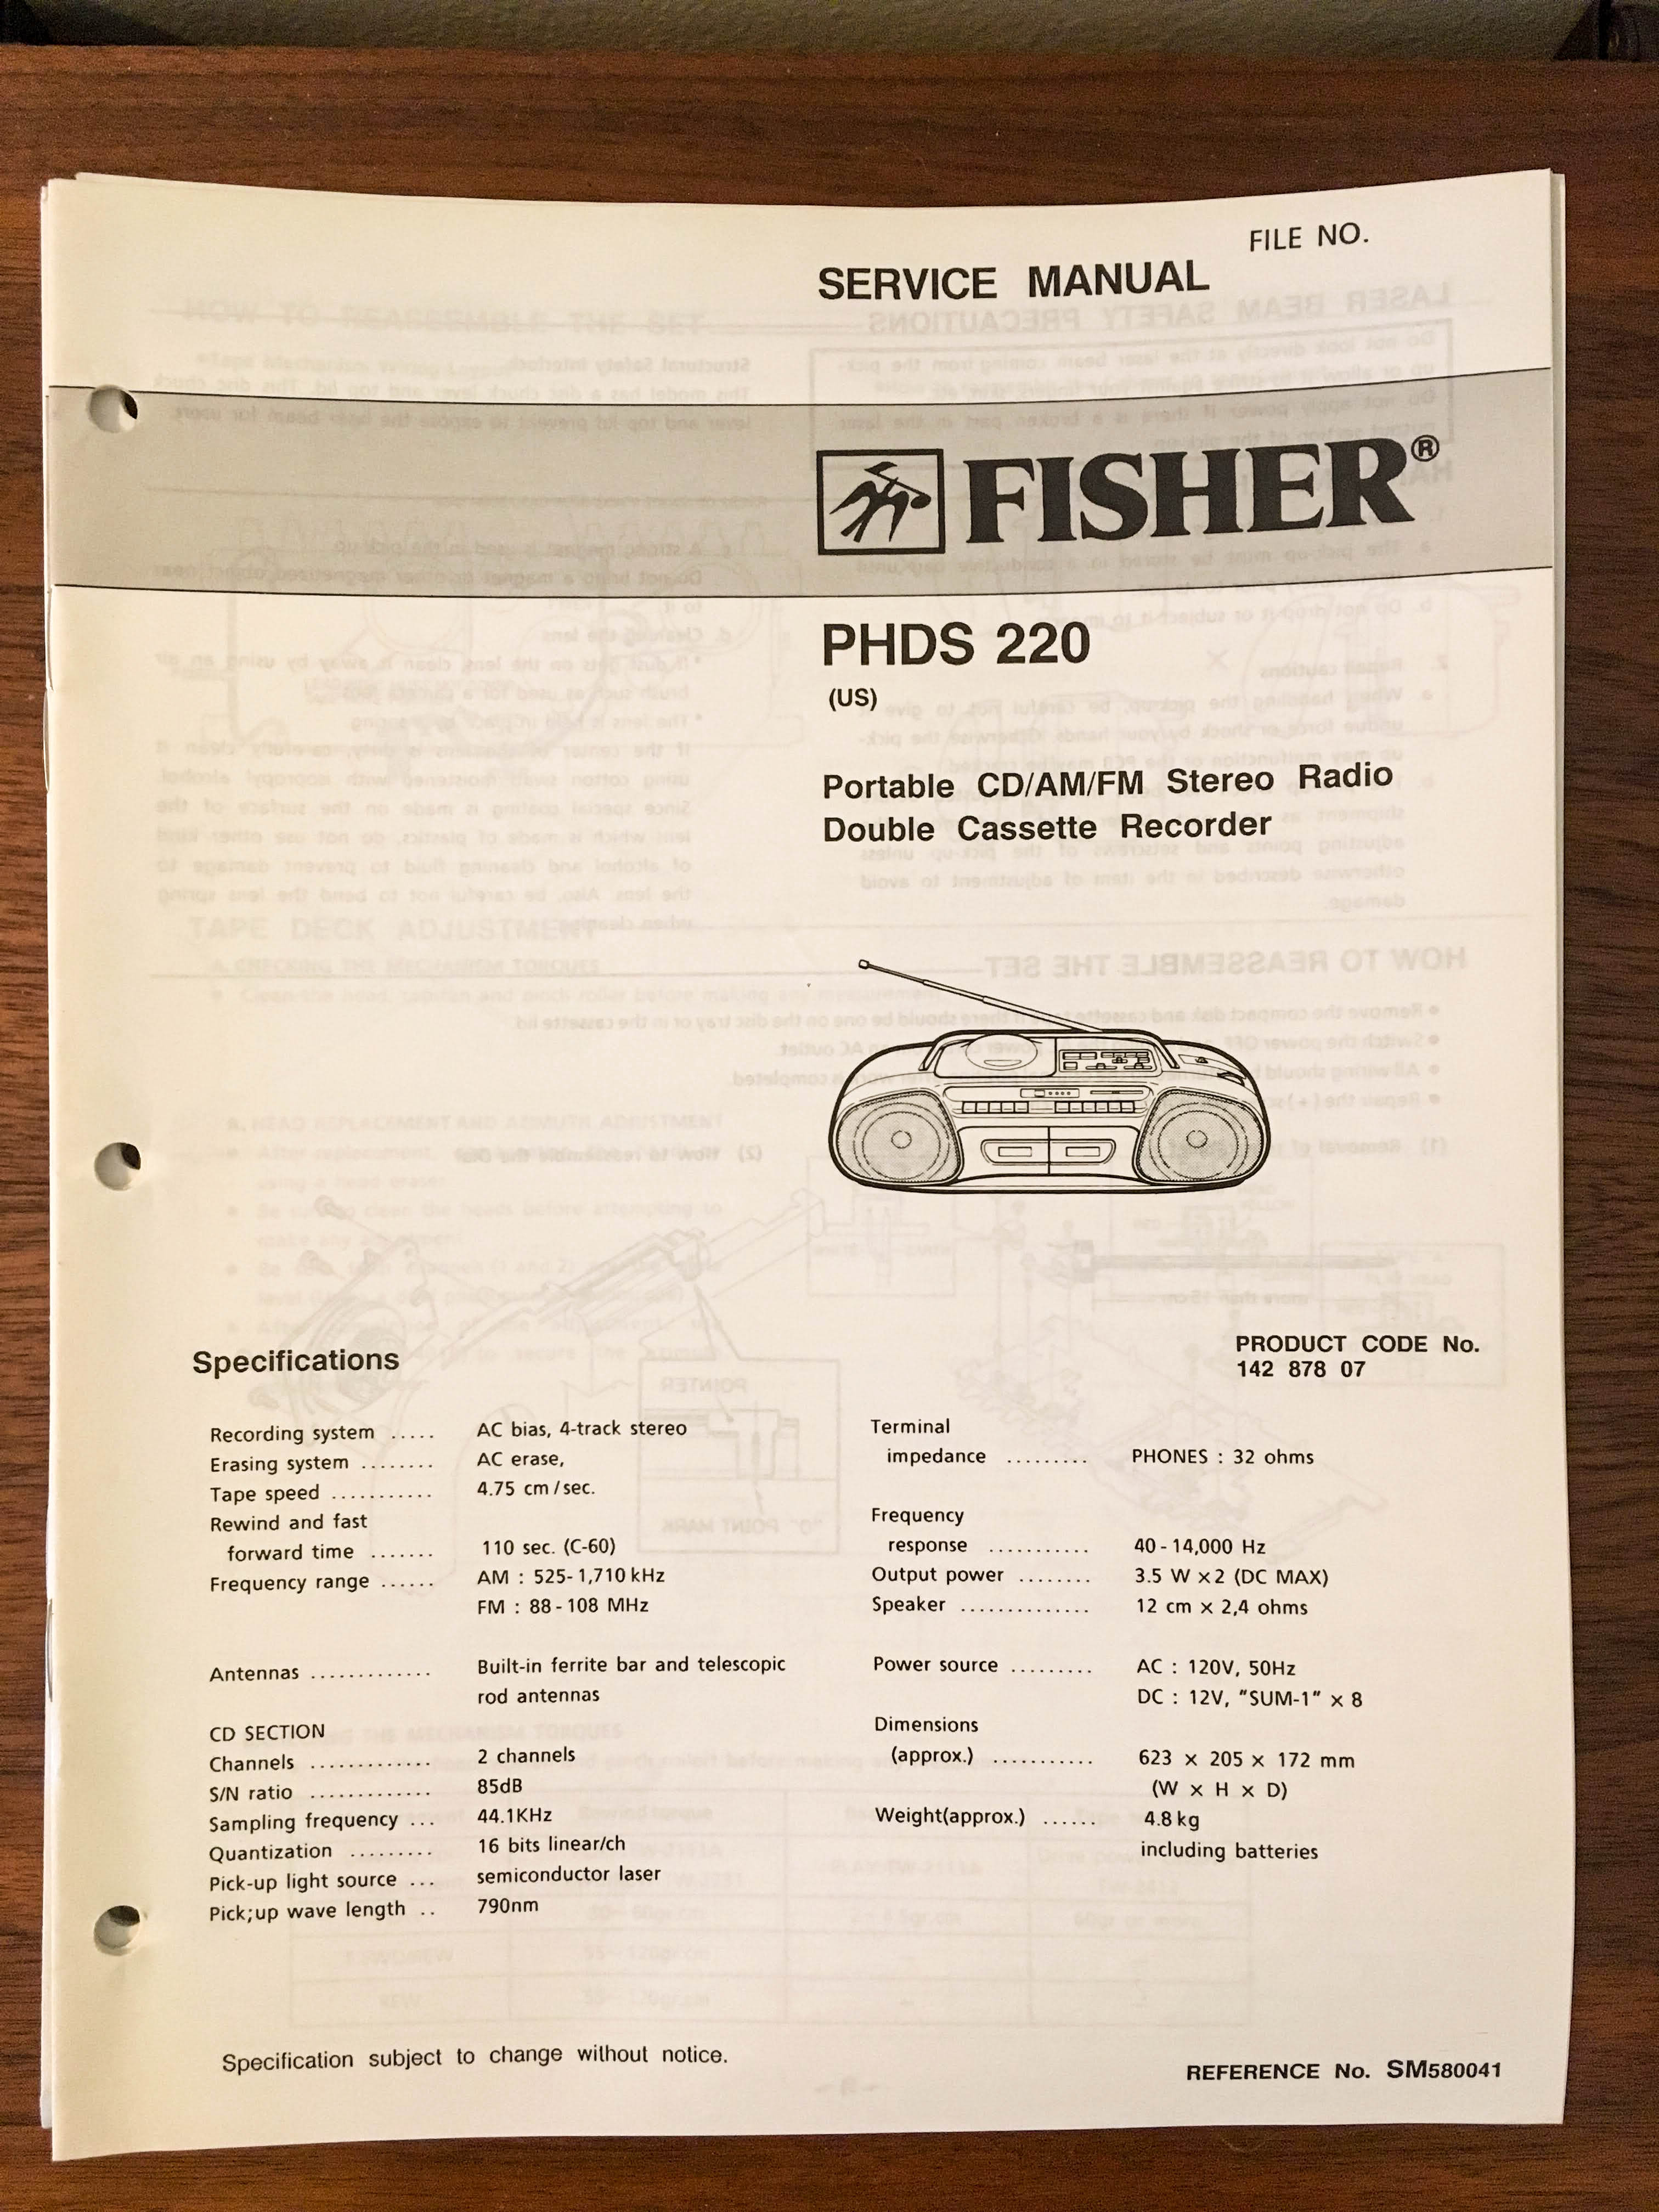 FILE NO.
SERVICE MANUAL
FISHER®
PHDS 220
(US)
Portable CD/AM/FM Stereo Radio
Double Cassette Recorder
PRODUCT CODE No.
142 878 07
Specifications
Recording system ..... AC bias, 4-track stereo
Erasing system ........ AC erase,
Tape speed ........... 4.75 cm/sec.
Rewind and fast
forward time ....... 110 sec. (C-60)
Frequency range ...... AM : 525-1,710 kHz
FM : 88-108 MHz
Antennas ............. Built-in ferrite bar and telescopic
rod antennas
CD SECTION
Channels ............. 2 channels
S/N ratio ............. 85dB
Sampling frequency ... 44.1KHz
Quantization ......... 16 bits linear/ch
Pick-up light source ... semiconductor laser
Pick;up wave length .. 790nm
Terminal
impedance ......... PHONES : 32 ohms
Frequency
response ........... 40-14,000 Hz
Output power ........ 3.5 W x2 (DC MAX)
Speaker .............. 12 cm x 2,4 ohms
Power source ......... AC : 120V, 50Hz
DC : 12V, "SUM-1" x 8
Dimensions
(approx.) ........... 623 x 205 x 172 mm
(W x H x D)
Weight(approx.) ...... 4.8 kg
including batteries
Specification subject to change without notice.
REFERENCE No. SM580041